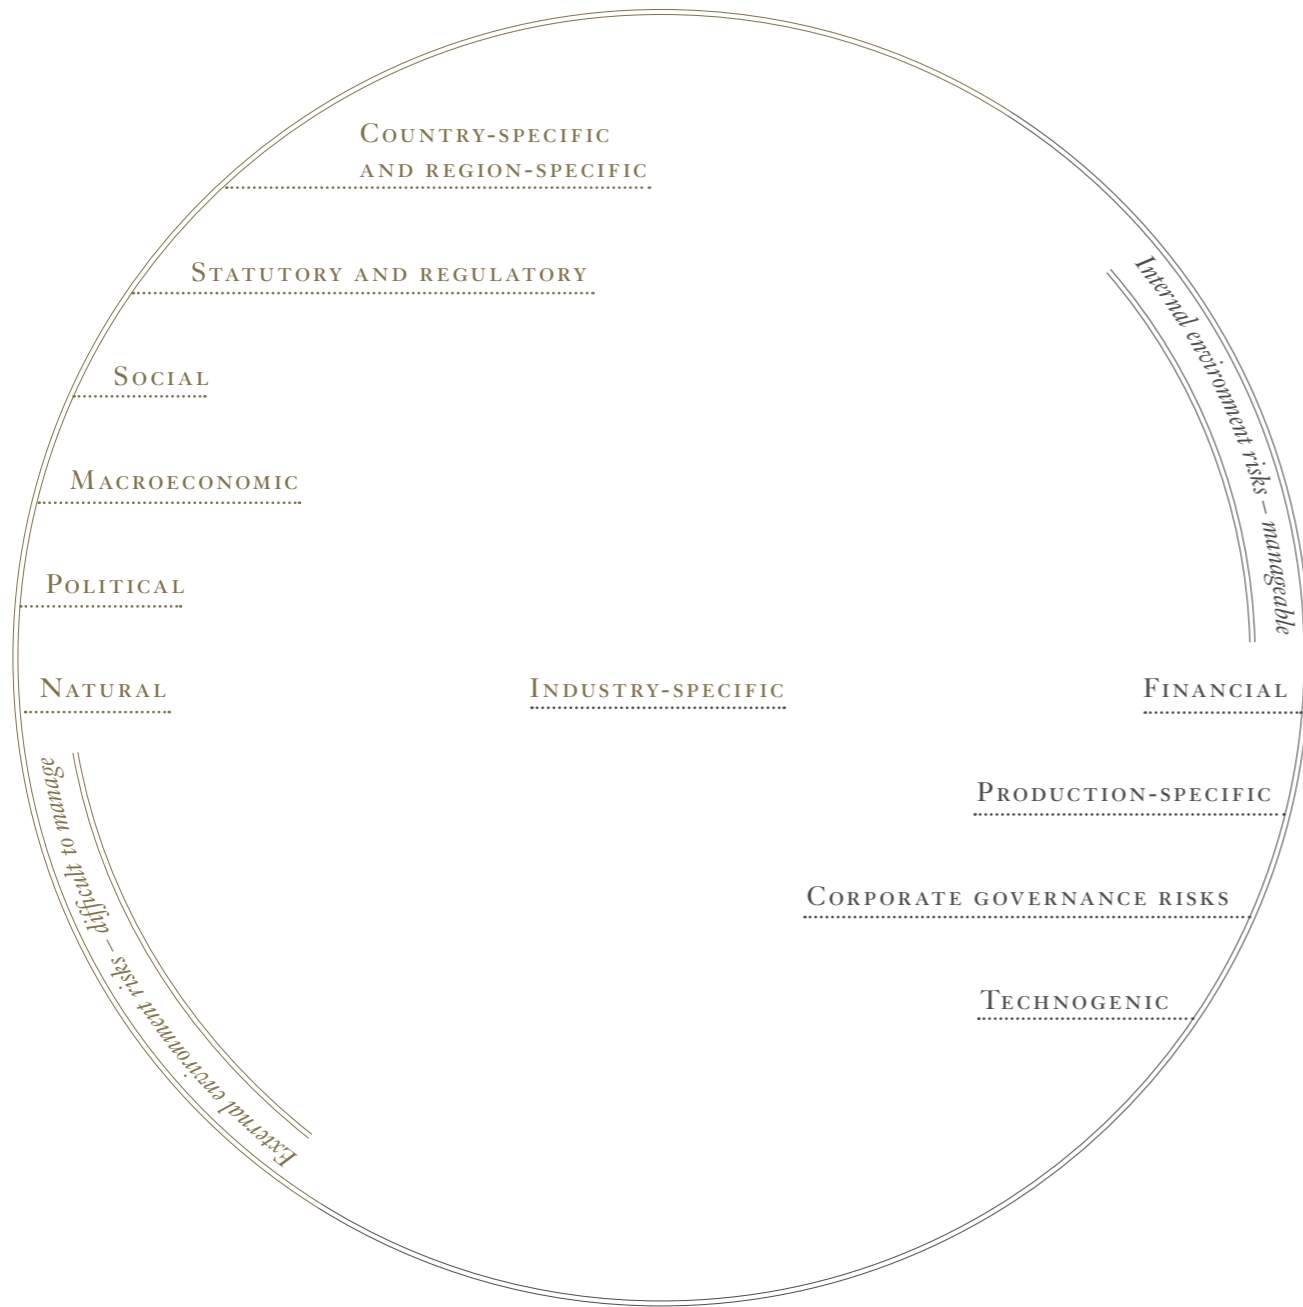 Country-specific
and region-specific
Statutory and regulatory
Social
Macroeconomic
Political
Natural
External environment risks – difficult to manage
Industry-specific
Internal environment risks – manageable
Financial
Production-specific
Corporate governance risks
Technogenic